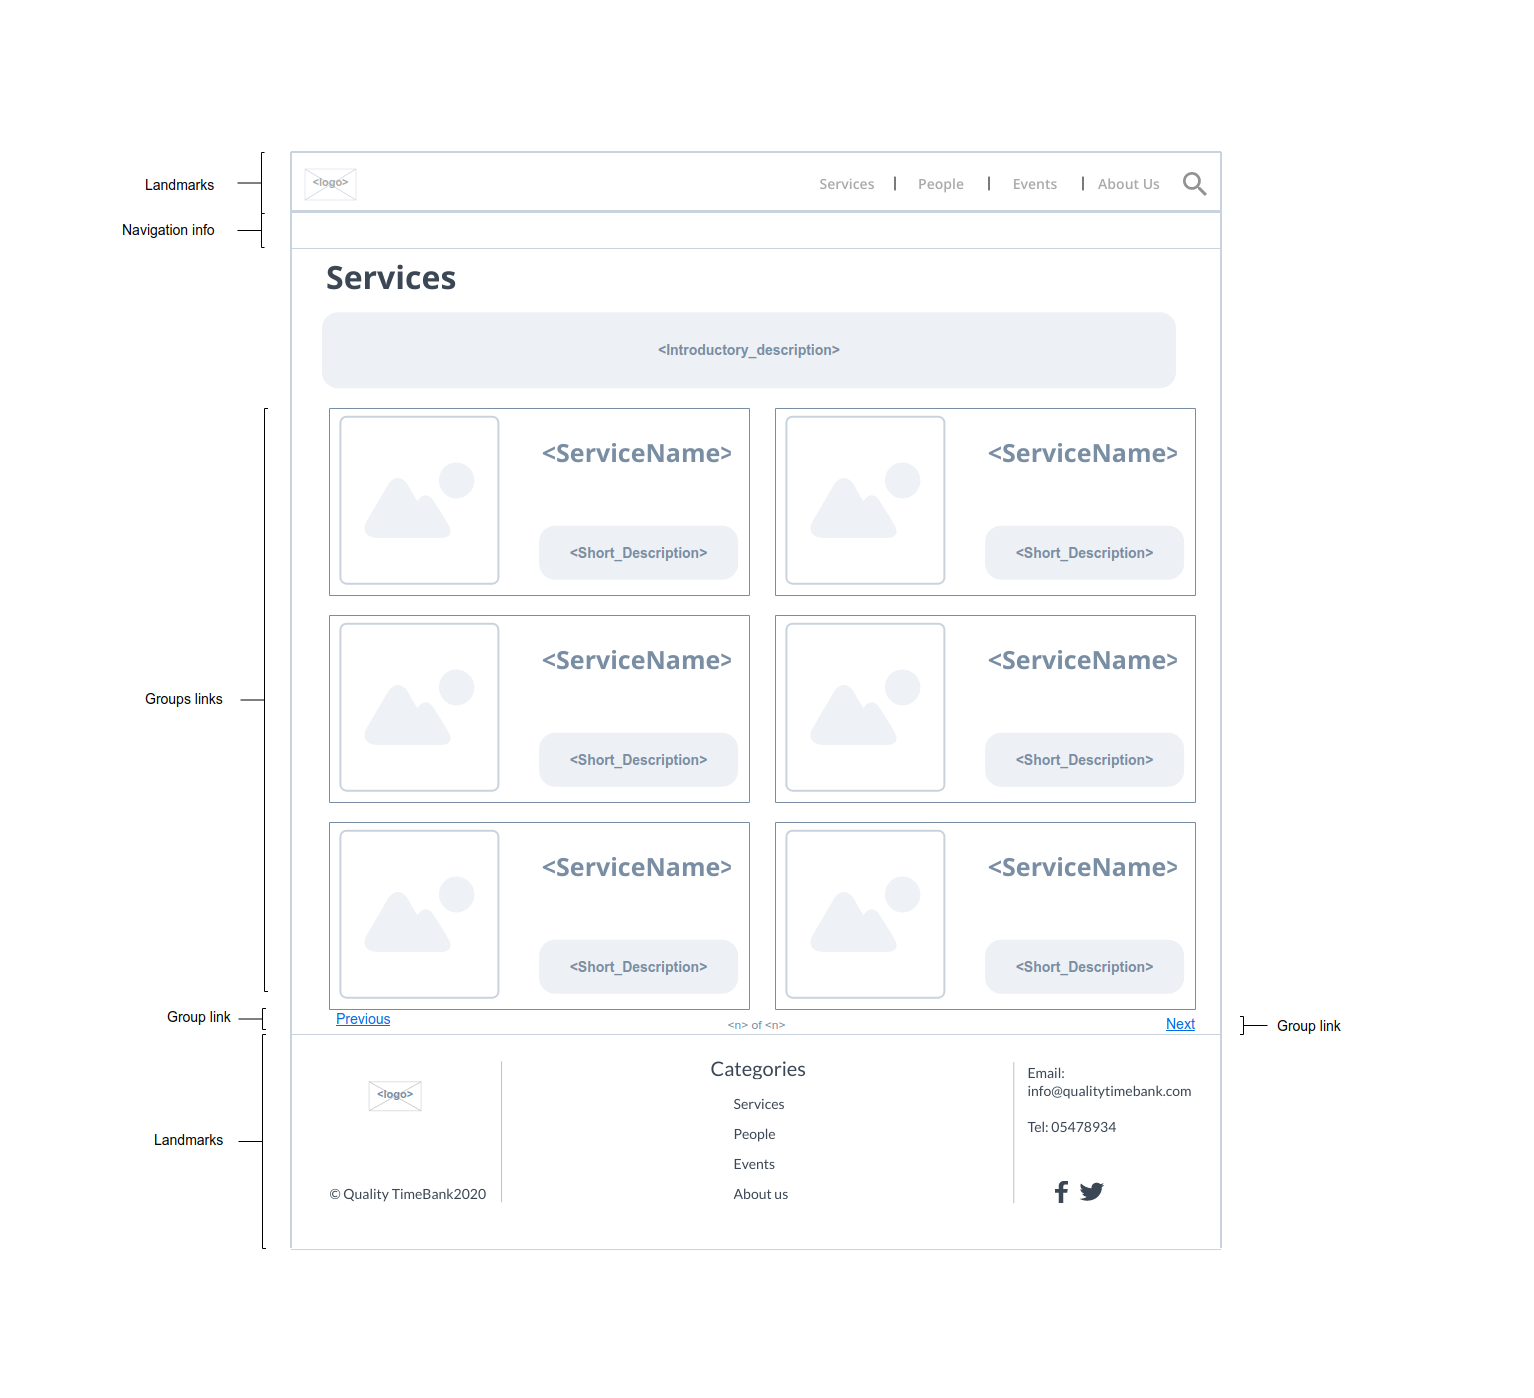 Landmarks
<logo>
Services | People | Events | About Us
Navigation info
Services
<Introductory_description>
Groups links
<ServiceName>
<Short_Description>
<ServiceName>
<Short_Description>
<ServiceName>
<Short_Description>
<ServiceName>
<Short_Description>
<ServiceName>
<Short_Description>
<ServiceName>
<Short_Description>
Group link
Previous
<n> of <n>
Next
Group link
Landmarks
<logo>
© Quality TimeBank2020
Categories
Services
People
Events
About us
Email:
info@qualitytimebank.com
Tel: 05478934